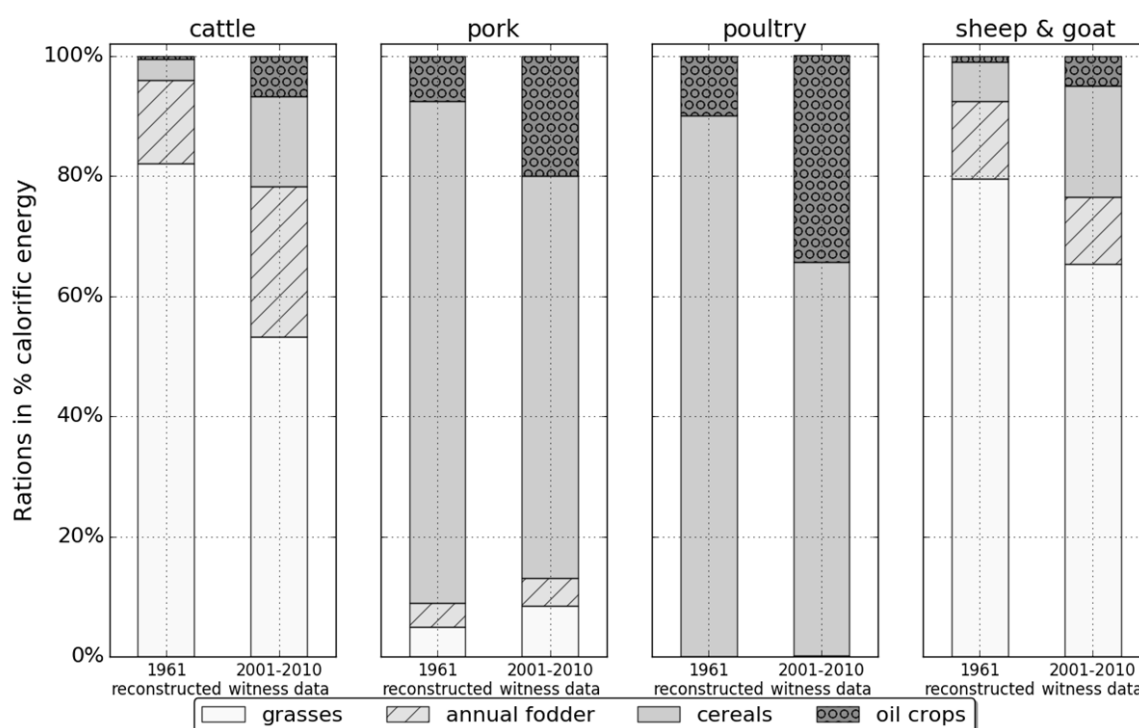 cattle
pork
poultry
sheep & goat
Rations in % calorific energy
100%
80%
60%
40%
20%
0%
1961 2001-2010
reconstructed witness data
1961 2001-2010
reconstructed witness data
1961 2001-2010
reconstructed witness data
1961 2001-2010
reconstructed witness data
grasses annual fodder cereals oil crops